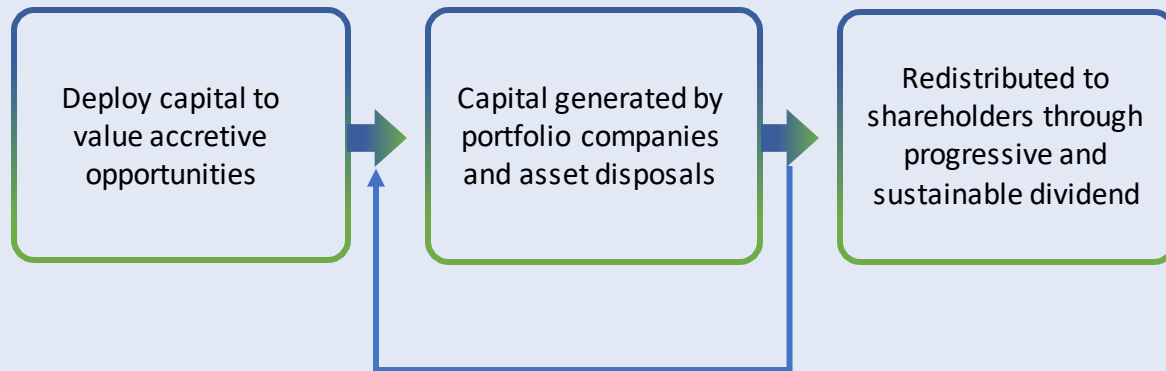 Deploy capital to
value accretive
opportunities
Capital generated by
portfolio companies
and asset disposals
Redistributed to
shareholders through
progressive and
sustainable dividend